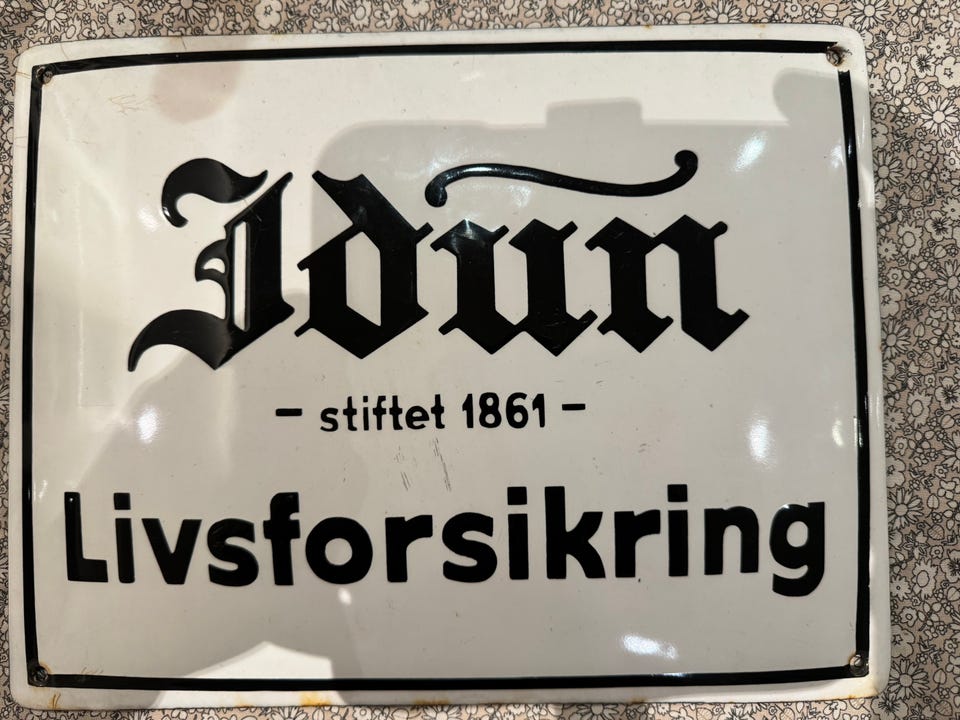 Idun
- stiftet 1861 -
Livsforsikring